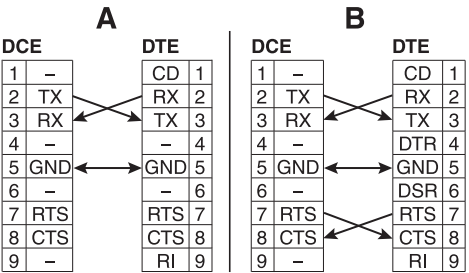 A B
DCE DTE DCE DTE
1 – CD 1 1 – CD 1
2 TX RX 2 2 TX RX 2
3 RX TX 3 3 RX TX 3
4 – – 4 4 – DTR 4
5 GND GND 5 5 GND GND 5
6 – – 6 6 – DSR 6
7 RTS RTS 7 7 RTS RTS 7
8 CTS CTS 8 8 CTS CTS 8
9 – RI 9 9 – RI 9